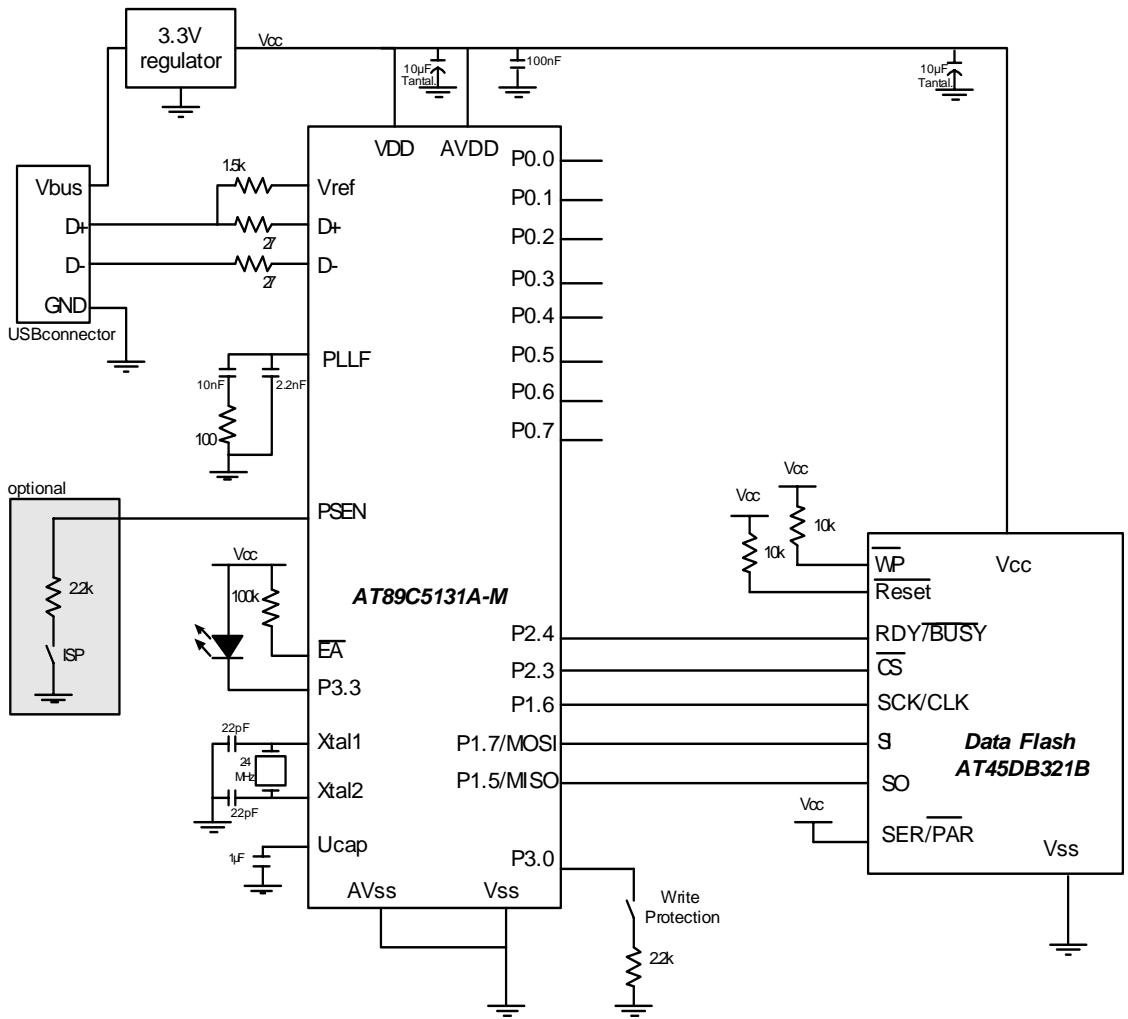 3.3V
regulator
Vcc
10µF
Tantal.
100nF
10µF
Tantal.
VDD
AVDD
P0.0
P0.1
P0.2
P0.3
P0.4
P0.5
P0.6
P0.7
1.5k
Vbus
Vref
D+
D+
27
D-
D-
27
GND
USBconnector
PLLF
10nF
2.2nF
100
optional
PSEN
2.2k
ISP
Vcc
100k
AT89C5131A-M
EA
P3.3
Vcc
Vcc
10k
10k
WP
Vcc
Reset
P2.4
RDY/BUSY
P2.3
CS
P1.6
SCK/CLK
22pF
Xtal1
24
MHz
Xtal2
22pF
P1.7/MOSI
SI
Data Flash
AT45DB321B
P1.5/MISO
SO
Vcc
SER/PAR
Vss
Ucap
1µF
P3.0
AVss
Vss
Write
Protection
2.2k